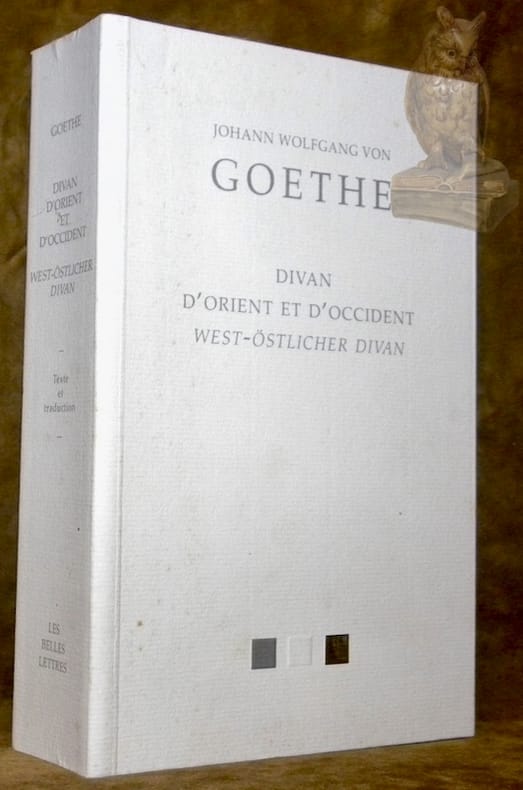 GOETHE
DIVAN
D'ORIENT
ET
D'OCCIDENT
WEST-ÖSTLICHER
DIVAN
–
Texte
et
traduction
–
LES
BELLES
LETTRES
JOHANN WOLFGANG VON
GOETHE
DIVAN
D'ORIENT ET D'OCCIDENT
WEST-ÖSTLICHER DIVAN